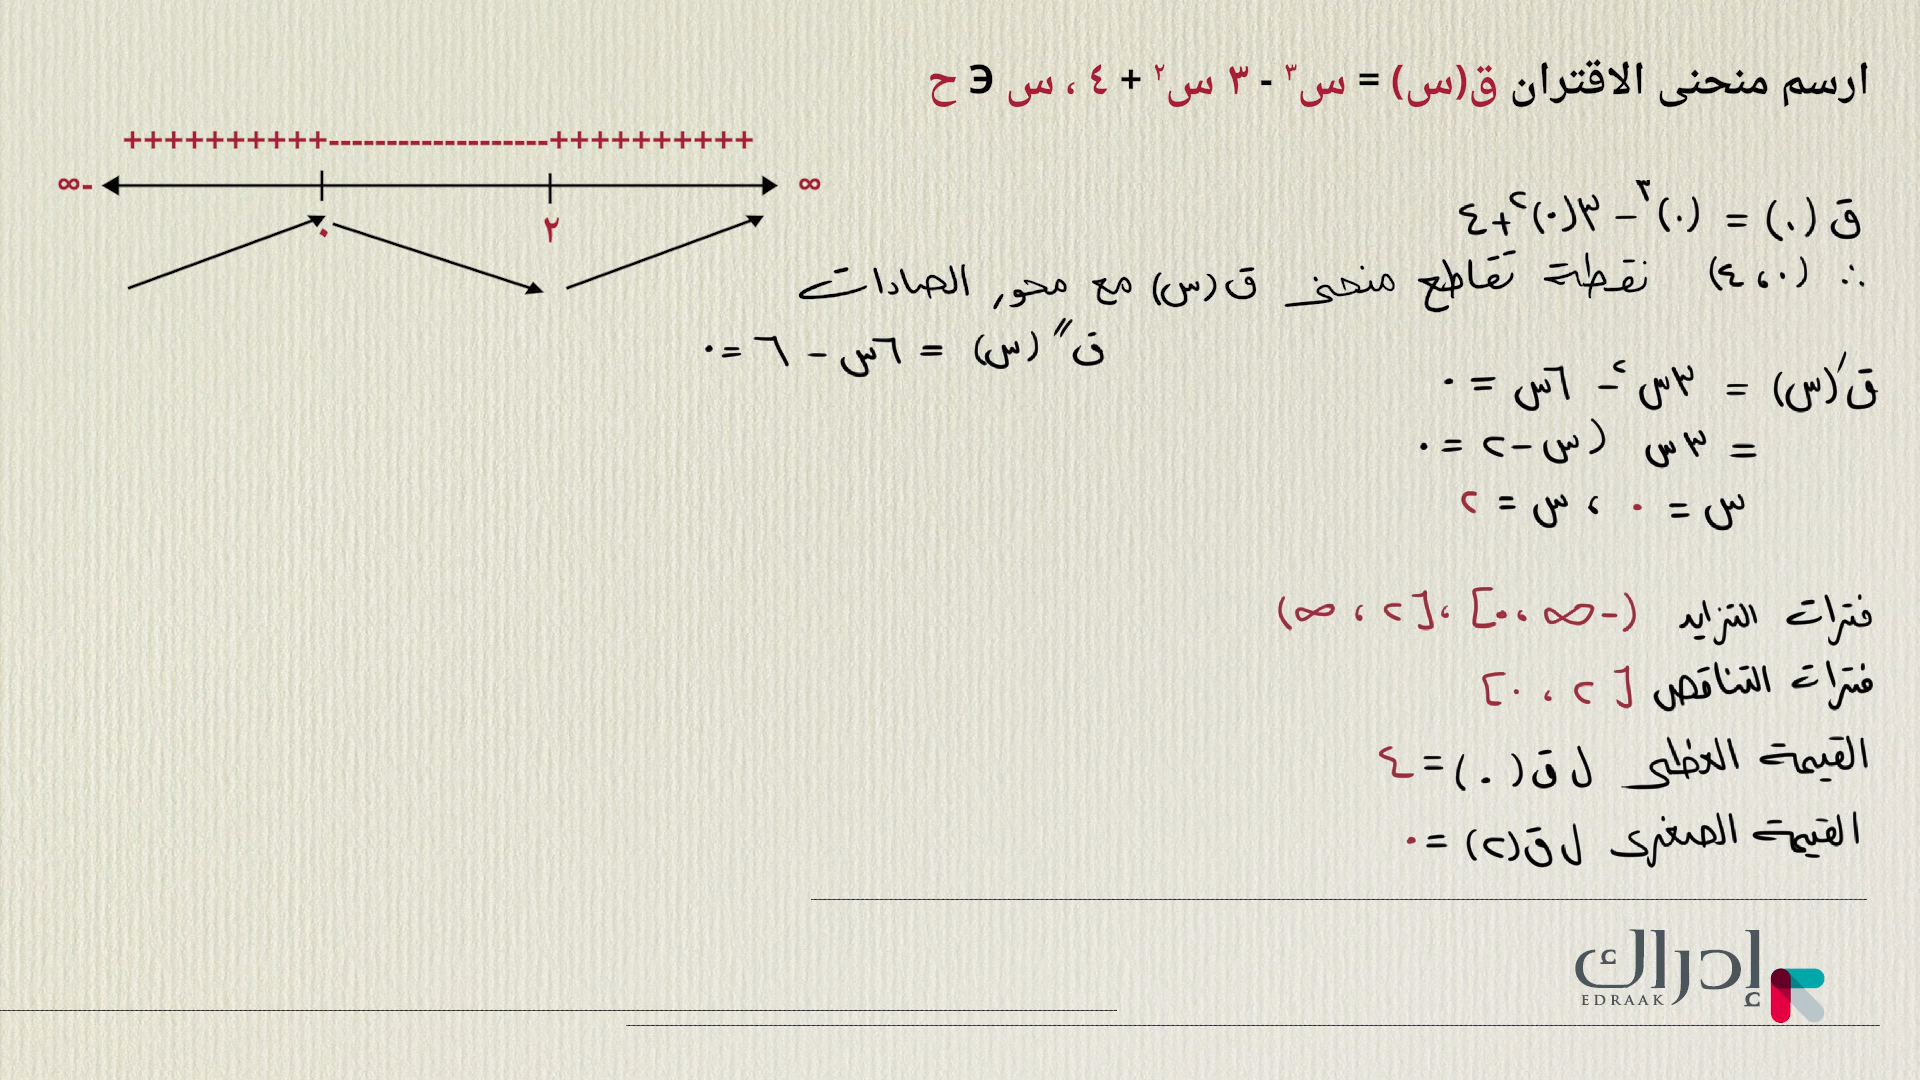 ارسم منحنى الاقتران ق(س) = س٣ - ٣ س٢ + ٤ ، س ∋ ح
++++++++++-------------------++++++++++
-∞ ∞
٠ ٢
ق (٠) = (٠)٣ - ٣(٠)٢ + ٤
∴ (٠ ، ٤) نقطة تقاطع منحنى ق(س) مع محور الصادات
ق″(س) = ٦س - ٦ = ٠
ق′(س) = ٣س٢ - ٦س = ٠
= ٣س (س - ٢ = ٠
س = ٠ ، س = ٢
فترات التزايد (-∞ ، ٠] ، [٢ ، ∞)
فترات التناقص [٠ ، ٢]
القيمة العظمى ل ق(٠) = ٤
القيمة الصغرى ل ق(٢) = ٠
إدراك
EDRAAK